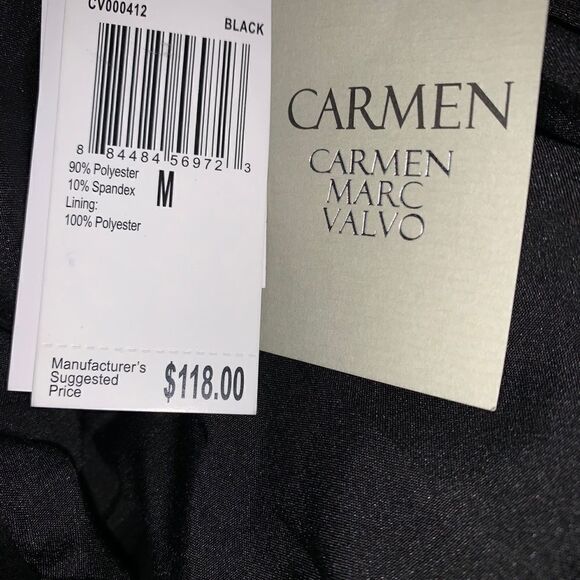 CV000412
BLACK
8 84484 56972 3
90% Polyester
10% Spandex
Lining:
100% Polyester
M
Manufacturer's
Suggested
Price
$118.00
CARMEN
CARMEN
MARC
VALVO